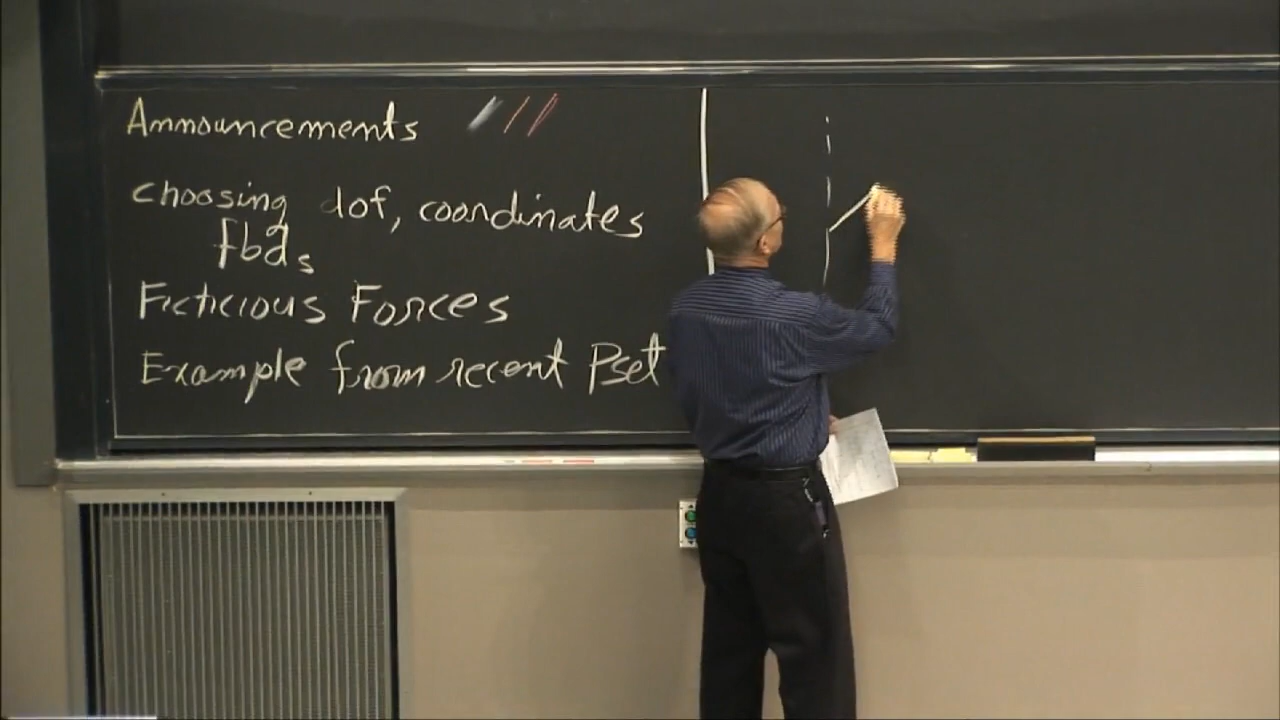 Announcements
choosing dof, coordinates
fbds
Ficticious Forces
Example from recent Pset